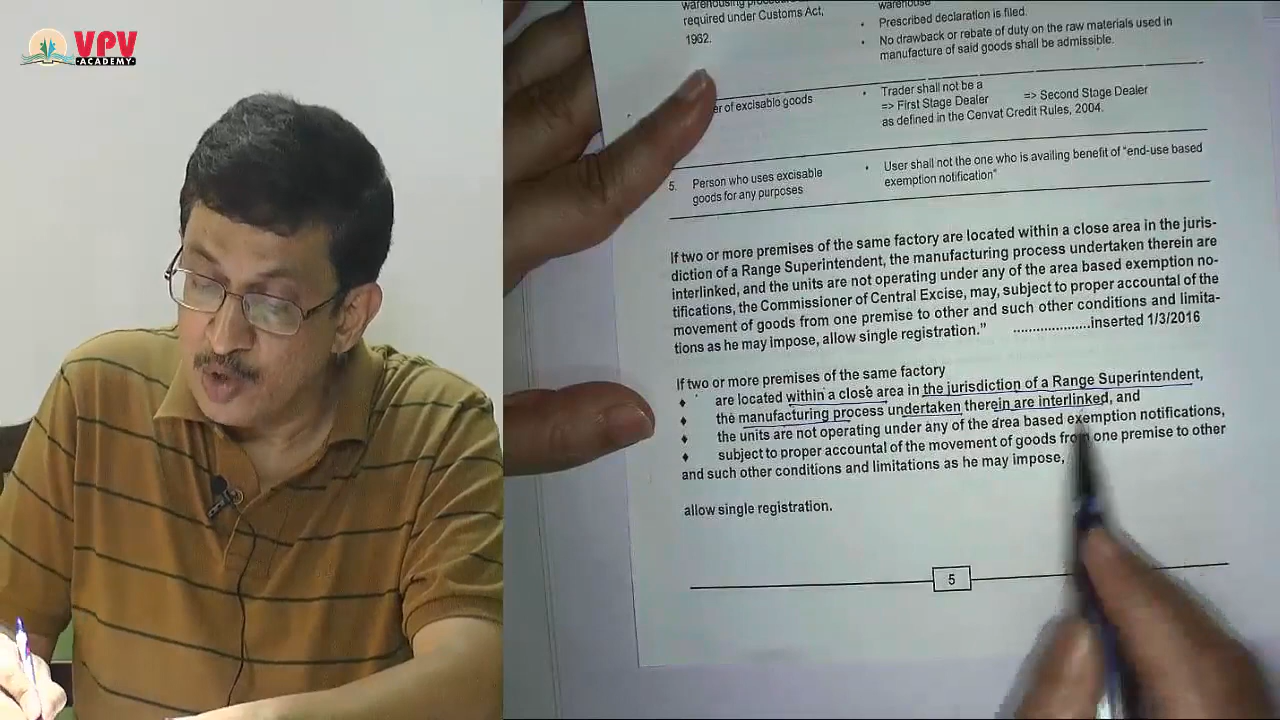 VPV
ACADEMY
required under Customs Act,
1962.
• Prescribed declaration is filed.
• No drawback or rebate of duty on the raw materials used in
manufacture of said goods shall be admissible.
of excisable goods
• Trader shall not be a
=> First Stage Dealer => Second Stage Dealer
as defined in the Cenvat Credit Rules, 2004.
5. Person who uses excisable
goods for any purposes
• User shall not the one who is availing benefit of "end-use based
exemption notification"
If two or more premises of the same factory are located within a close area in the juris-
diction of a Range Superintendent, the manufacturing process undertaken therein are
interlinked, and the units are not operating under any of the area based exemption no-
tifications, the Commissioner of Central Excise, may, subject to proper accountal of the
movement of goods from one premise to other and such other conditions and limita-
tions as he may impose, allow single registration." ...................inserted 1/3/2016
If two or more premises of the same factory
♦ are located within a close area in the jurisdiction of a Range Superintendent,
♦ the manufacturing process undertaken therein are interlinked, and
♦ the units are not operating under any of the area based exemption notifications,
♦ subject to proper accountal of the movement of goods from one premise to other
and such other conditions and limitations as he may impose,
allow single registration.
5